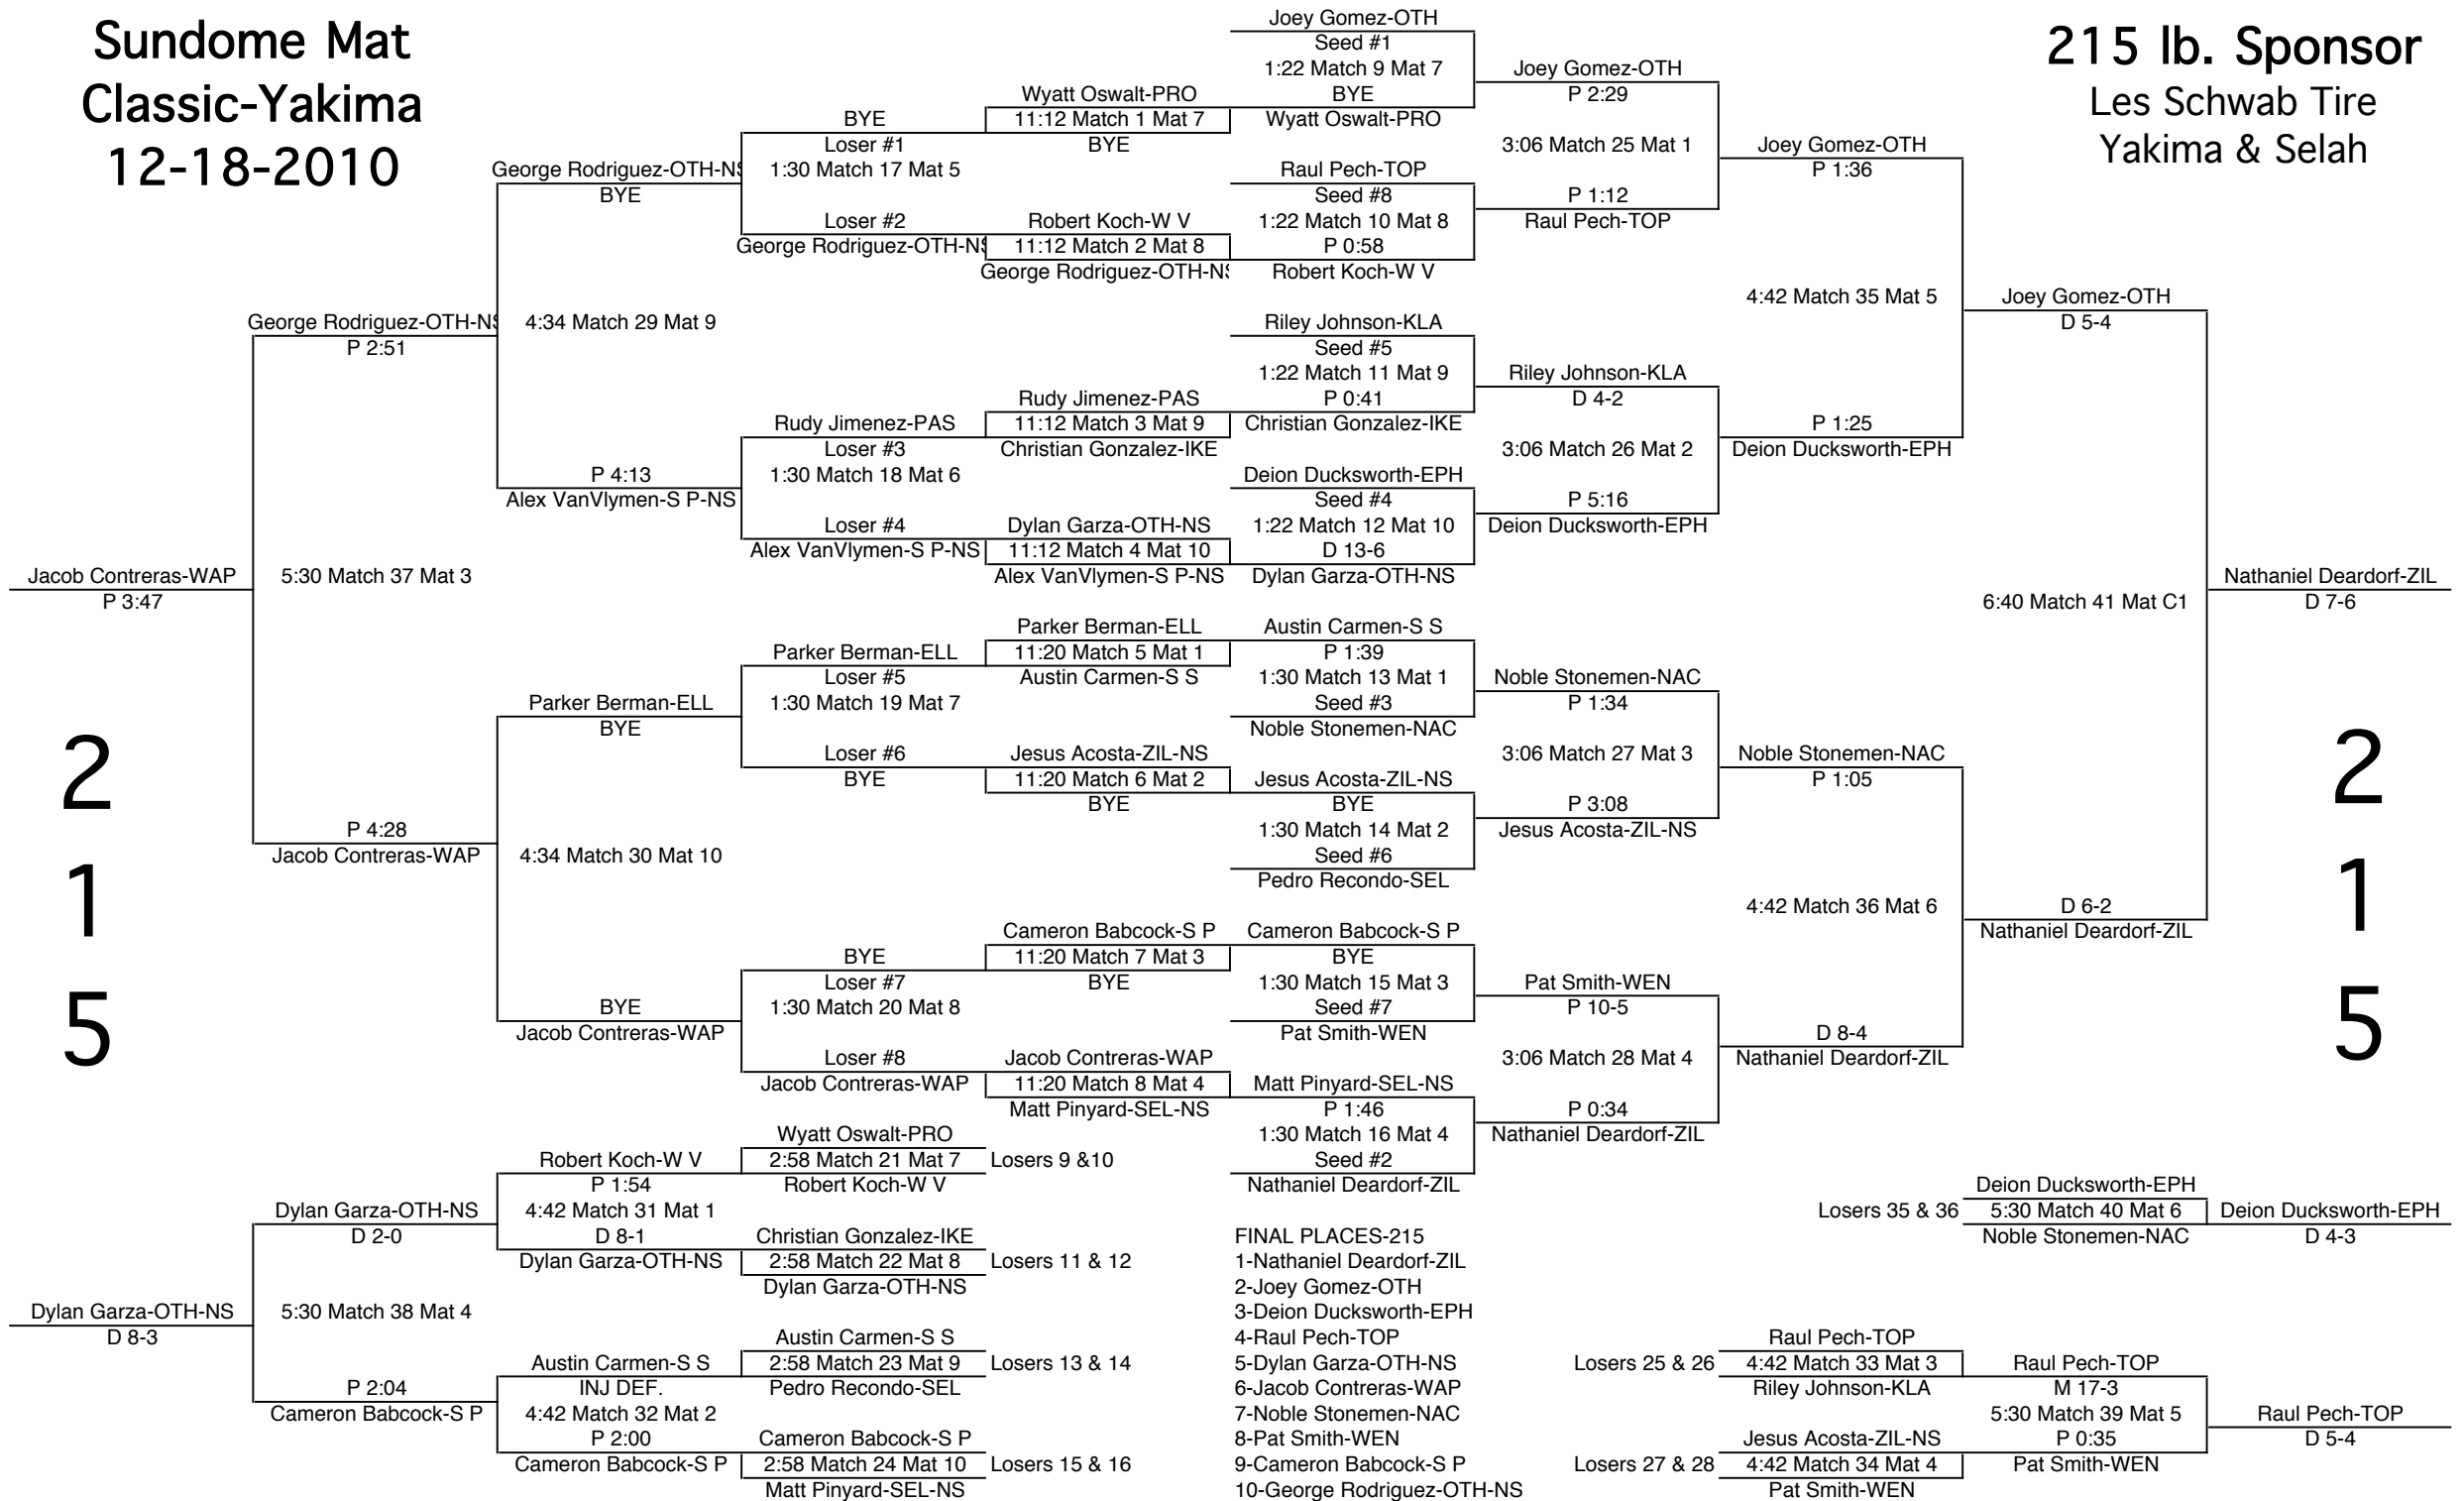 Sundome Mat
Classic-Yakima
12-18-2010
215 lb. Sponsor
Les Schwab Tire
Yakima & Selah
2
1
5
2
1
5
Jacob Contreras-WAP
P 3:47
George Rodriguez-OTH-NS
P 2:51
5:30 Match 37 Mat 3
P 4:28
Jacob Contreras-WAP
George Rodriguez-OTH-NS
BYE
4:34 Match 29 Mat 9
P 4:13
Alex VanVlymen-S P-NS
Parker Berman-ELL
BYE
4:34 Match 30 Mat 10
BYE
Jacob Contreras-WAP
BYE
Loser #1
1:30 Match 17 Mat 5
Loser #2
George Rodriguez-OTH-NS
Rudy Jimenez-PAS
Loser #3
1:30 Match 18 Mat 6
Loser #4
Alex VanVlymen-S P-NS
Parker Berman-ELL
Loser #5
1:30 Match 19 Mat 7
Loser #6
BYE
BYE
Loser #7
1:30 Match 20 Mat 8
Loser #8
Jacob Contreras-WAP
Wyatt Oswalt-PRO
11:12 Match 1 Mat 7
BYE
Robert Koch-W V
11:12 Match 2 Mat 8
George Rodriguez-OTH-NS
Rudy Jimenez-PAS
11:12 Match 3 Mat 9
Christian Gonzalez-IKE
Dylan Garza-OTH-NS
11:12 Match 4 Mat 10
Alex VanVlymen-S P-NS
Parker Berman-ELL
11:20 Match 5 Mat 1
Austin Carmen-S S
Jesus Acosta-ZIL-NS
11:20 Match 6 Mat 2
BYE
Cameron Babcock-S P
11:20 Match 7 Mat 3
BYE
Jacob Contreras-WAP
11:20 Match 8 Mat 4
Matt Pinyard-SEL-NS
Joey Gomez-OTH
Seed #1
1:22 Match 9 Mat 7
BYE
Wyatt Oswalt-PRO
Raul Pech-TOP
Seed #8
1:22 Match 10 Mat 8
P 0:58
Robert Koch-W V
Riley Johnson-KLA
Seed #5
1:22 Match 11 Mat 9
P 0:41
Christian Gonzalez-IKE
Deion Ducksworth-EPH
Seed #4
1:22 Match 12 Mat 10
D 13-6
Dylan Garza-OTH-NS
Austin Carmen-S S
P 1:39
1:30 Match 13 Mat 1
Seed #3
Noble Stonemen-NAC
Jesus Acosta-ZIL-NS
BYE
1:30 Match 14 Mat 2
Seed #6
Pedro Recondo-SEL
Cameron Babcock-S P
BYE
1:30 Match 15 Mat 3
Seed #7
Pat Smith-WEN
Matt Pinyard-SEL-NS
P 1:46
1:30 Match 16 Mat 4
Seed #2
Nathaniel Deardorf-ZIL
Joey Gomez-OTH
P 2:29
3:06 Match 25 Mat 1
P 1:12
Raul Pech-TOP
Riley Johnson-KLA
D 4-2
3:06 Match 26 Mat 2
P 5:16
Deion Ducksworth-EPH
Noble Stonemen-NAC
P 1:34
3:06 Match 27 Mat 3
P 3:08
Jesus Acosta-ZIL-NS
Pat Smith-WEN
P 10-5
3:06 Match 28 Mat 4
P 0:34
Nathaniel Deardorf-ZIL
Joey Gomez-OTH
P 1:36
4:42 Match 35 Mat 5
P 1:25
Deion Ducksworth-EPH
Noble Stonemen-NAC
P 1:05
4:42 Match 36 Mat 6
D 8-4
Nathaniel Deardorf-ZIL
Joey Gomez-OTH
D 5-4
6:40 Match 41 Mat C1
D 6-2
Nathaniel Deardorf-ZIL
Nathaniel Deardorf-ZIL
D 7-6
Dylan Garza-OTH-NS
D 8-3
Dylan Garza-OTH-NS
D 2-0
5:30 Match 38 Mat 4
P 2:04
Cameron Babcock-S P
Robert Koch-W V
P 1:54
4:42 Match 31 Mat 1
D 8-1
Dylan Garza-OTH-NS
Austin Carmen-S S
INJ DEF.
4:42 Match 32 Mat 2
P 2:00
Cameron Babcock-S P
Wyatt Oswalt-PRO
2:58 Match 21 Mat 7
Losers 9 &10
Robert Koch-W V
Christian Gonzalez-IKE
2:58 Match 22 Mat 8
Losers 11 & 12
Dylan Garza-OTH-NS
Austin Carmen-S S
2:58 Match 23 Mat 9
Losers 13 & 14
Pedro Recondo-SEL
Cameron Babcock-S P
2:58 Match 24 Mat 10
Losers 15 & 16
Matt Pinyard-SEL-NS
FINAL PLACES-215
1-Nathaniel Deardorf-ZIL
2-Joey Gomez-OTH
3-Deion Ducksworth-EPH
4-Raul Pech-TOP
5-Dylan Garza-OTH-NS
6-Jacob Contreras-WAP
7-Noble Stonemen-NAC
8-Pat Smith-WEN
9-Cameron Babcock-S P
10-George Rodriguez-OTH-NS
Deion Ducksworth-EPH
Losers 35 & 36
5:30 Match 40 Mat 6
Noble Stonemen-NAC
Deion Ducksworth-EPH
D 4-3
Raul Pech-TOP
Losers 25 & 26
4:42 Match 33 Mat 3
Riley Johnson-KLA
Jesus Acosta-ZIL-NS
Losers 27 & 28
4:42 Match 34 Mat 4
Pat Smith-WEN
Raul Pech-TOP
M 17-3
5:30 Match 39 Mat 5
P 0:35
Pat Smith-WEN
Raul Pech-TOP
D 5-4